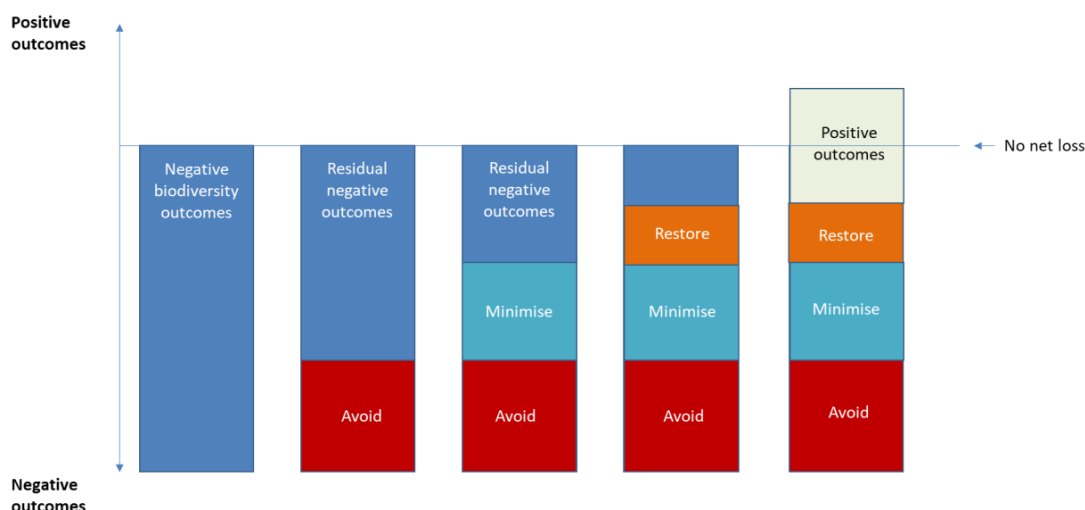 Positive
outcomes
Positive
outcomes
No net loss
Negative
biodiversity
outcomes
Residual
negative
outcomes
Residual
negative
outcomes
Restore
Restore
Minimise
Minimise
Minimise
Avoid
Avoid
Avoid
Avoid
Negative
outcomes